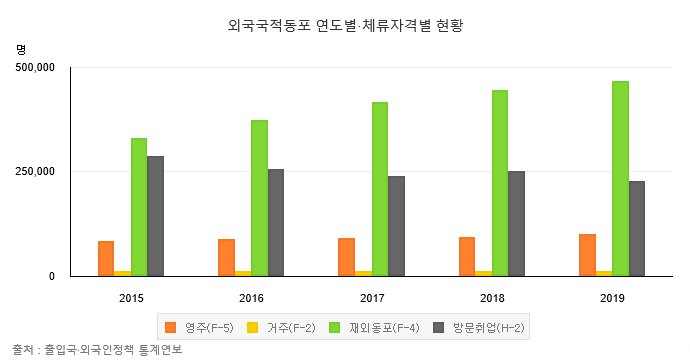 외국국적동포 연도별·체류자격별 현황
명
500,000
250,000
0
2015 2016 2017 2018 2019
영주(F-5) 거주(F-2) 재외동포(F-4) 방문취업(H-2)
출처 : 출입국·외국인정책 통계연보